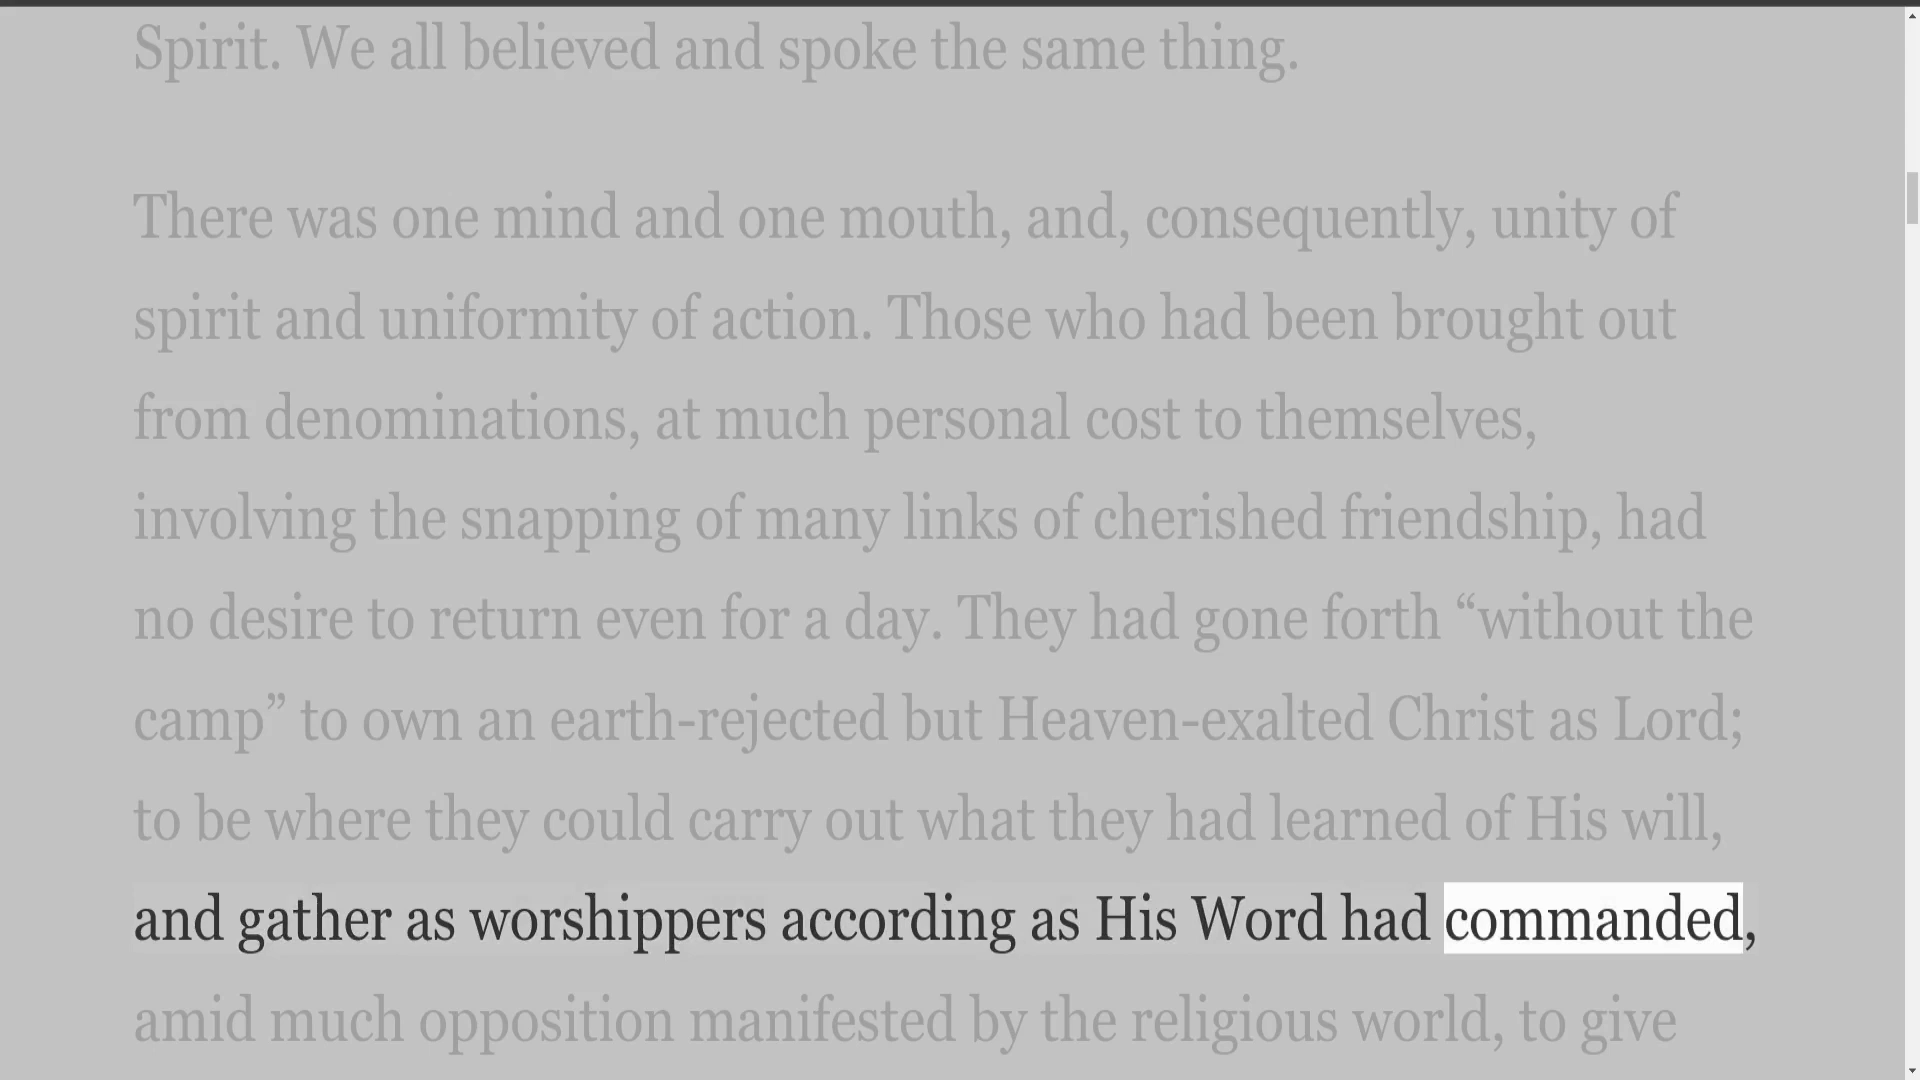 Spirit. We all believed and spoke the same thing.
There was one mind and one mouth, and, consequently, unity of
spirit and uniformity of action. Those who had been brought out
from denominations, at much personal cost to themselves,
involving the snapping of many links of cherished friendship, had
no desire to return even for a day. They had gone forth “without the
camp” to own an earth-rejected but Heaven-exalted Christ as Lord;
to be where they could carry out what they had learned of His will,
and gather as worshippers according as His Word had commanded,
amid much opposition manifested by the religious world, to give